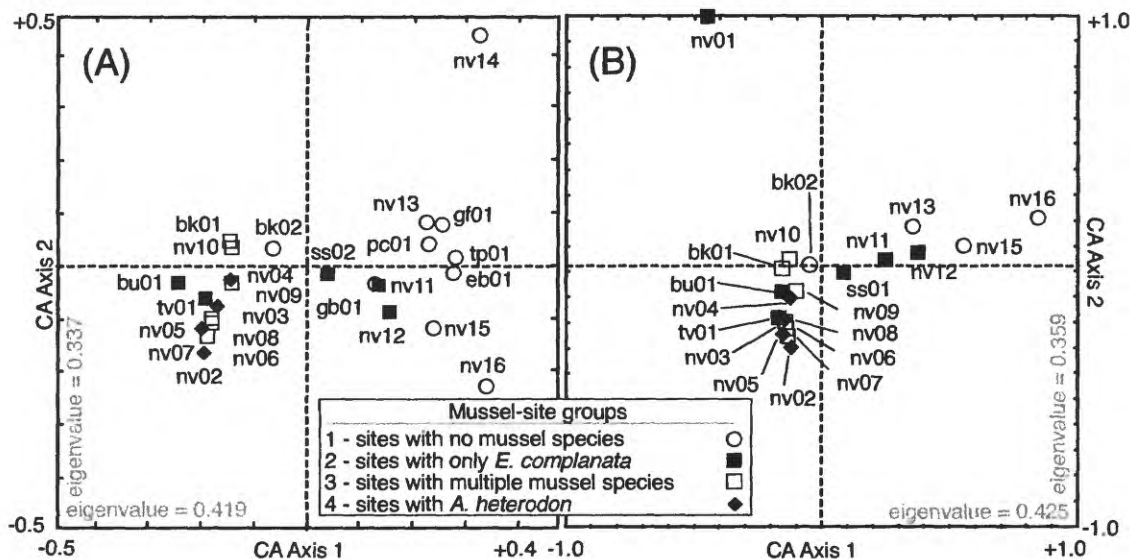 +0.5
(A)
nv14
nv13
gf01
bk01
bk02
nv10
ss02
pc01
tp01
CA Axis 2
bu01
nv04
nv11
eb01
tv01
nv09
gb01
nv03
nv05
nv08
nv12
nv15
nv07
nv06
nv02
nv16
eigenvalue = 0.337
eigenvalue = 0.419
-0.5
-0.5
CA Axis 1
+0.4
(B)
+1.0
nv01
bk02
nv16
nv10
nv13
bk01
nv11
nv15
CA Axis 2
bu01
nv12
nv04
ss01
tv01
nv09
nv08
nv03
nv06
nv05
nv07
nv02
eigenvalue = 0.359
eigenvalue = 0.425
-1.0
-1.0
CA Axis 1
+1.0
Mussel-site groups
1 - sites with no mussel species
2 - sites with only E. complanata
3 - sites with multiple mussel species
4 - sites with A. heterodon